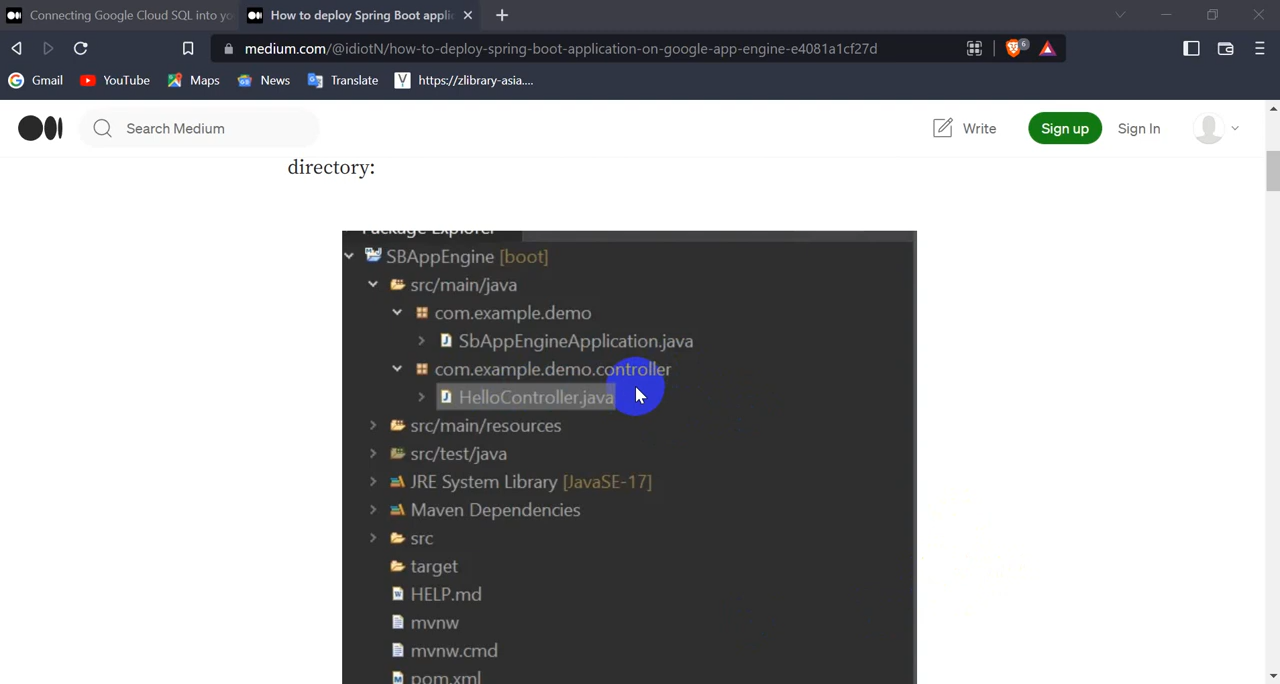 Connecting Google Cloud SQL into yo
How to deploy Spring Boot applic
medium.com/@idiotN/how-to-deploy-spring-boot-application-on-google-app-engine-e4081a1cf27d
6
Gmail
YouTube
Maps
News
Translate
https://zlibrary-asia....
Search Medium
Write
Sign up
Sign In
directory:
Package Explorer
SBAppEngine [boot]
src/main/java
com.example.demo
SbAppEngineApplication.java
com.example.demo.controller
HelloController.java
src/main/resources
src/test/java
JRE System Library [JavaSE-17]
Maven Dependencies
src
target
HELP.md
mvnw
mvnw.cmd
pom.xml